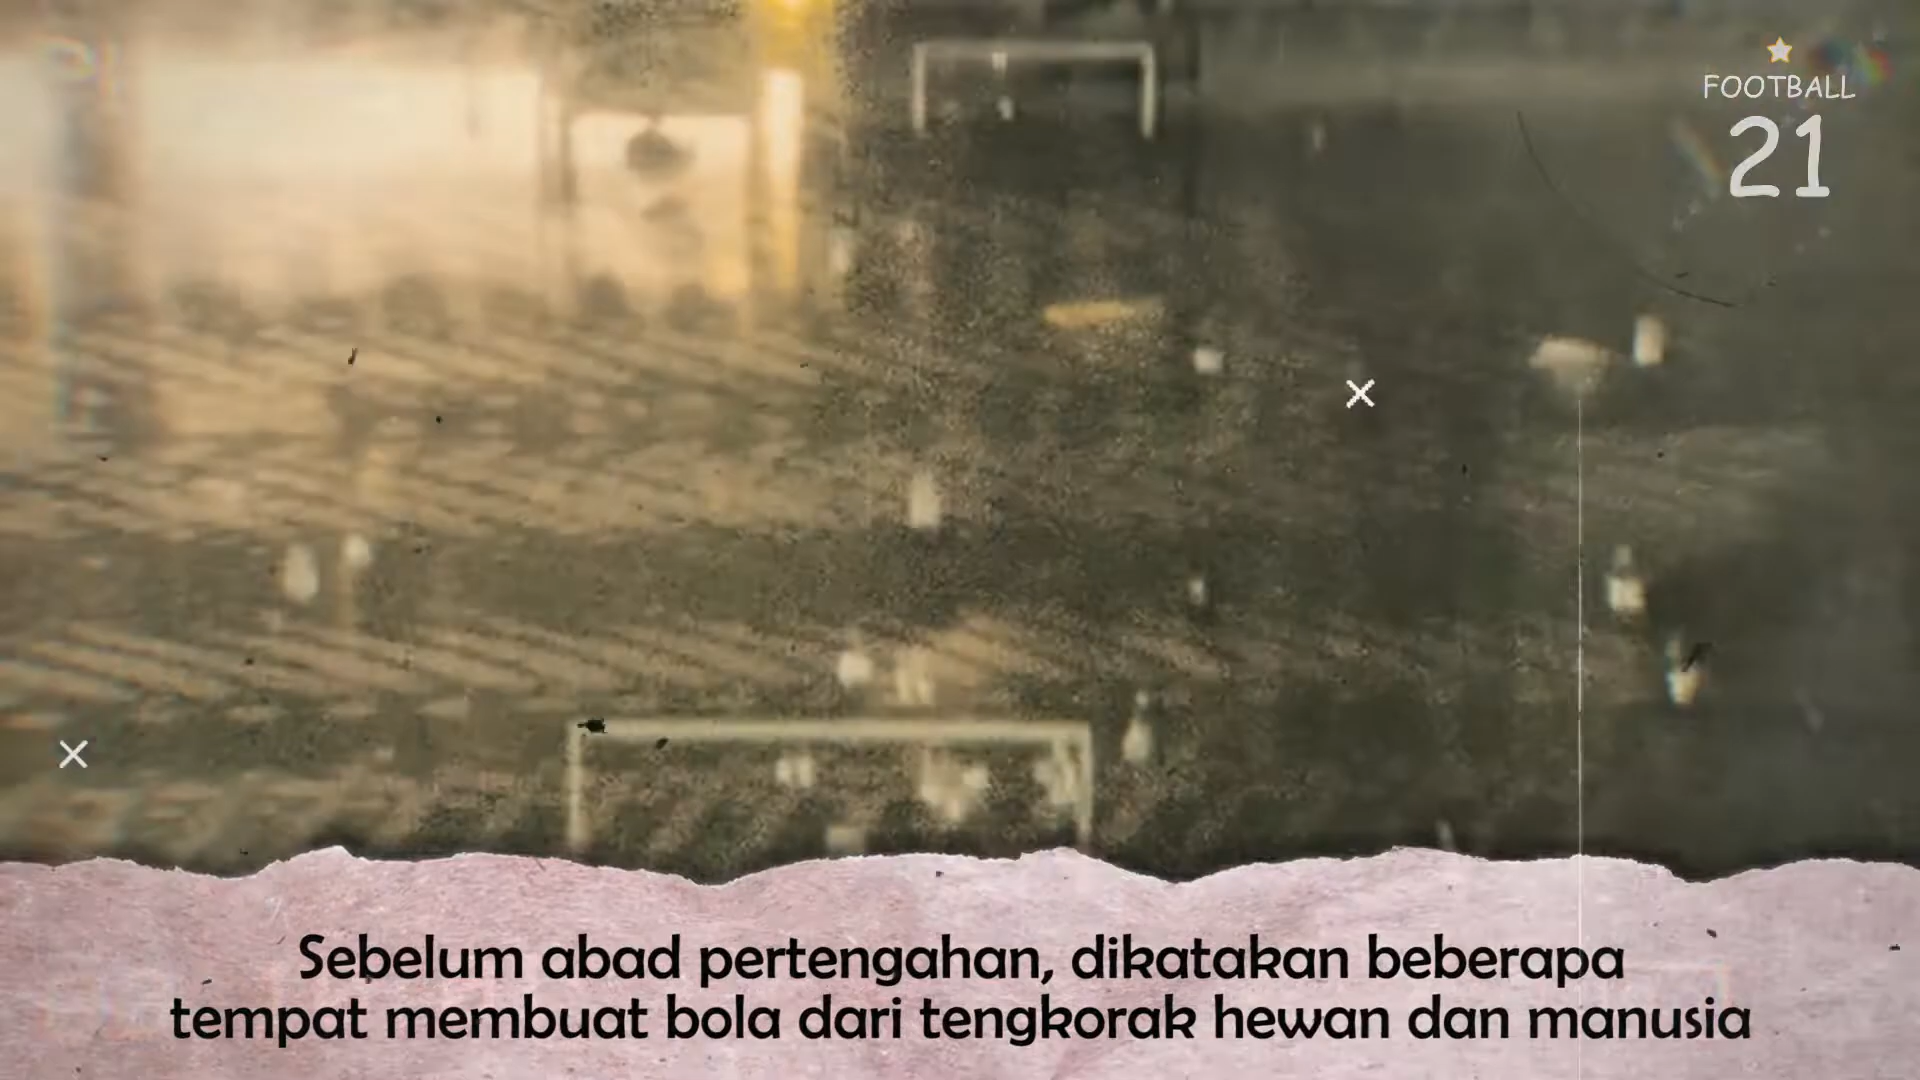 FOOTBALL
21
Sebelum abad pertengahan, dikatakan beberapa
tempat membuat bola dari tengkorak hewan dan manusia